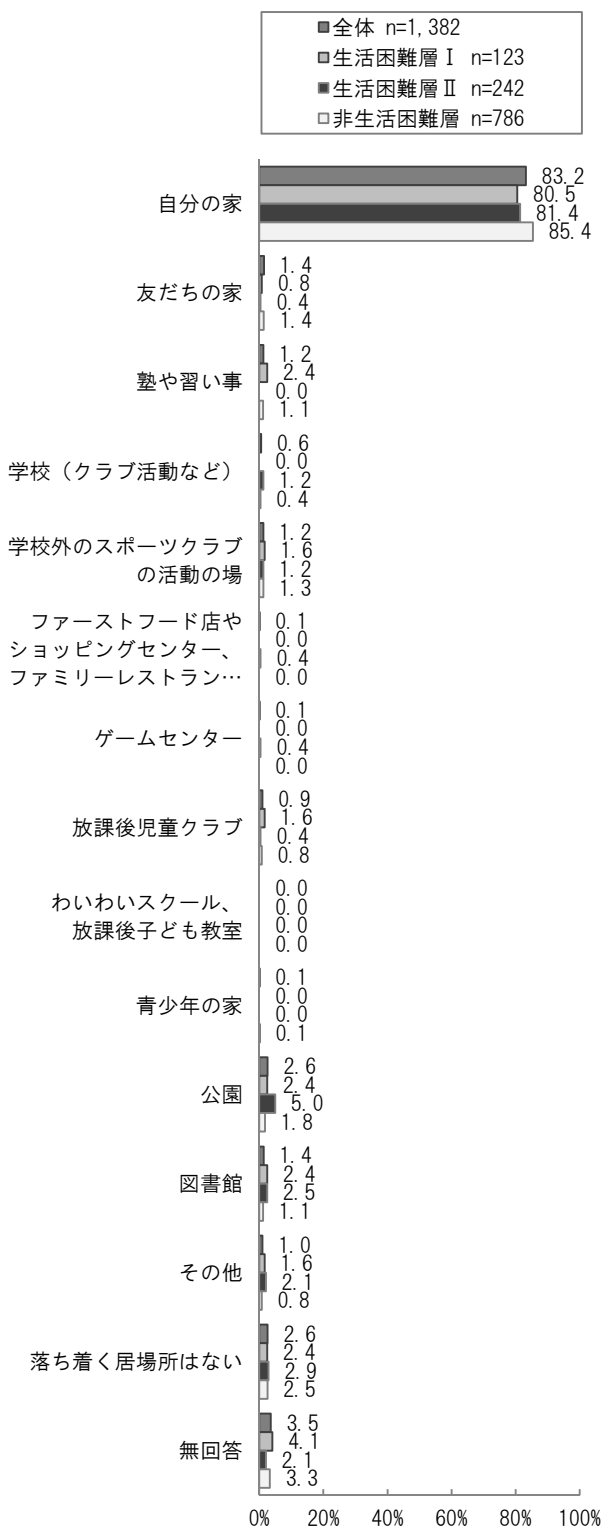 全体 n=1,382
生活困難層Ⅰ n=123
生活困難層Ⅱ n=242
非生活困難層 n=786
自分の家
83.2
80.5
81.4
85.4
友だちの家
1.4
0.8
0.4
1.4
塾や習い事
1.2
2.4
0.0
1.1
学校（クラブ活動など）
0.6
0.0
1.2
0.4
学校外のスポーツクラブ
の活動の場
1.2
1.6
1.2
1.3
ファーストフード店や
ショッピングセンター、
ファミリーレストラン…
0.1
0.0
0.4
0.0
ゲームセンター
0.1
0.0
0.4
0.0
放課後児童クラブ
0.9
1.6
0.4
0.8
わいわいスクール、
放課後子ども教室
0.0
0.0
0.0
0.0
青少年の家
0.1
0.0
0.0
0.1
公園
2.6
2.4
5.0
1.8
図書館
1.4
2.4
2.5
1.1
その他
1.0
1.6
2.1
0.8
落ち着く居場所はない
2.6
2.4
2.9
2.5
無回答
3.5
4.1
2.1
3.3
0% 20% 40% 60% 80% 100%